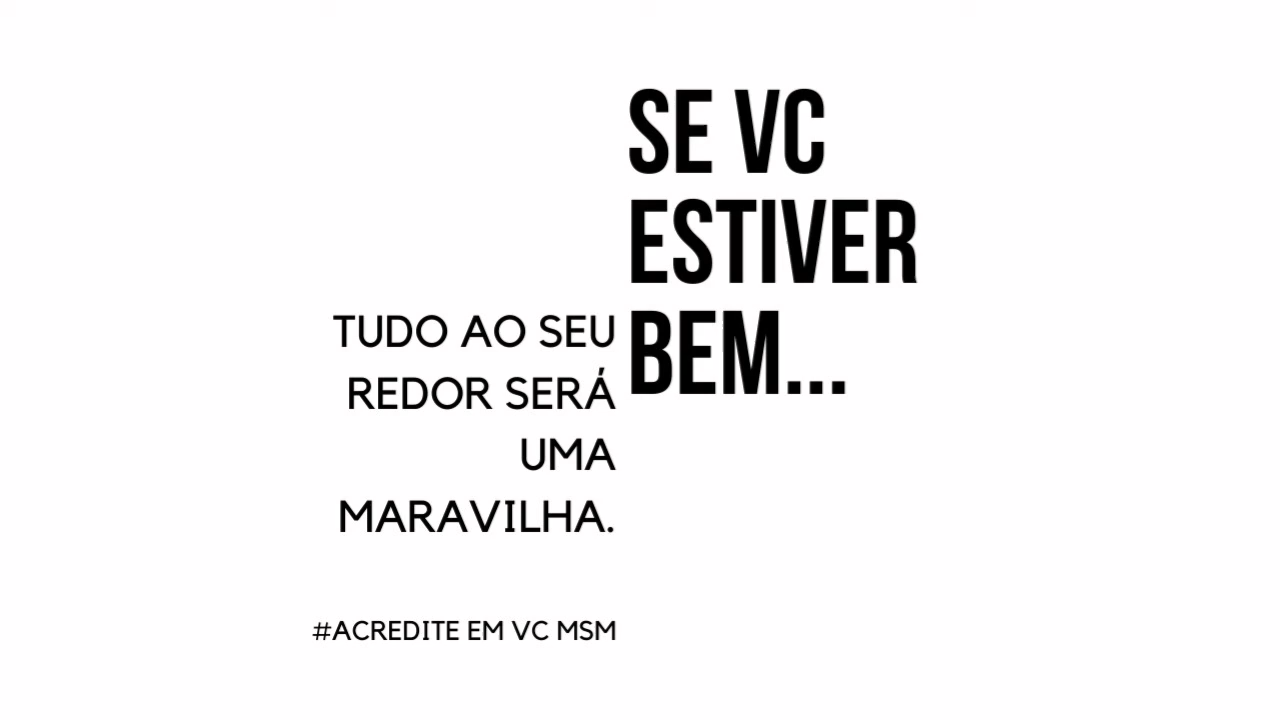 SE VC
ESTIVER
BEM...
TUDO AO SEU
REDOR SERÁ
UMA
MARAVILHA.
#ACREDITE EM VC MSM